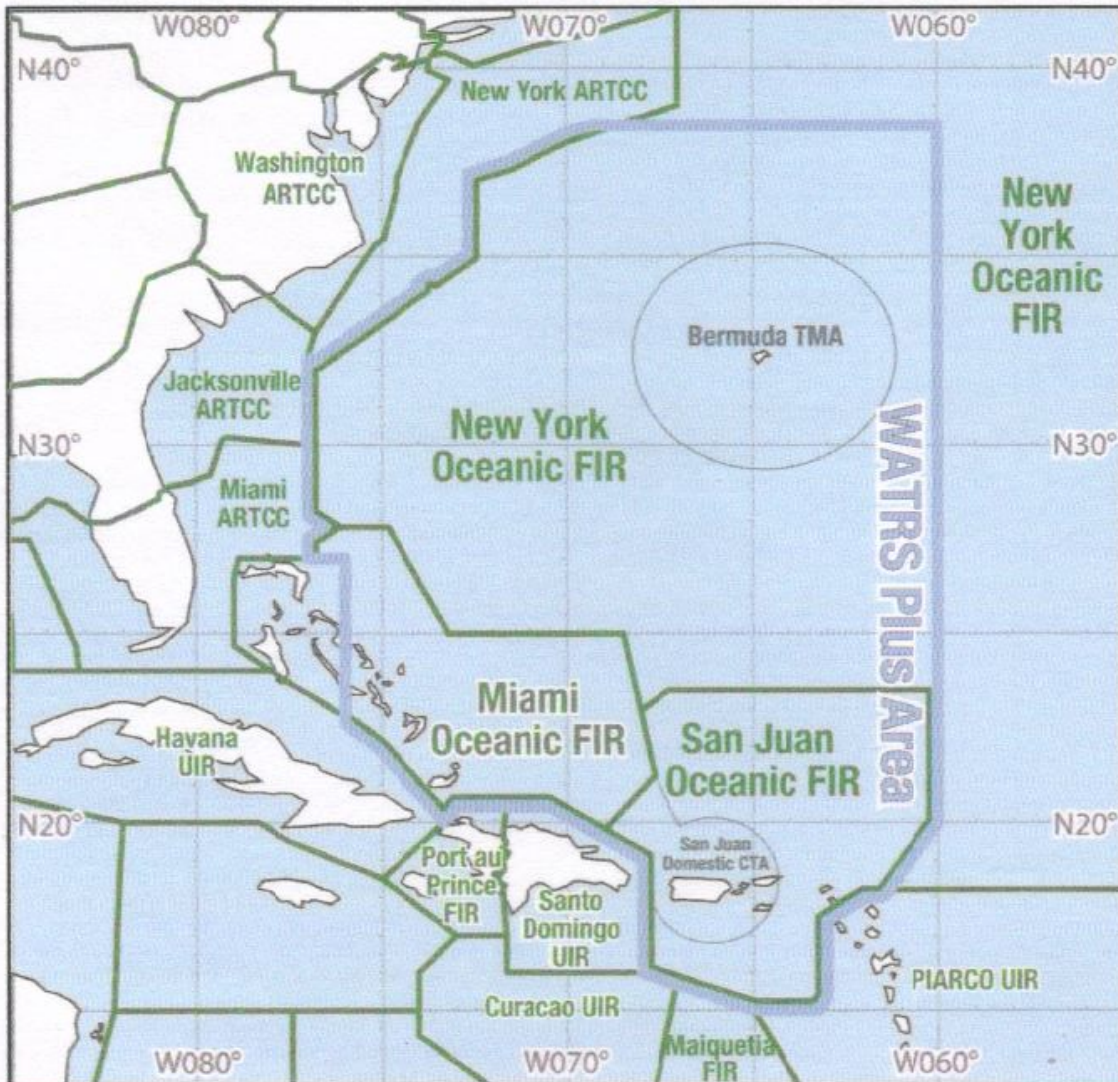 W080°
W070°
W060°
N40°
N40°
New York ARTCC
Washington
ARTCC
New
York
Oceanic
FIR
Bermuda TMA
Jacksonville
ARTCC
New York
Oceanic FIR
N30°
N30°
Miami
ARTCC
WATRS Plus Area
Miami
Oceanic FIR
San Juan
Oceanic FIR
Havana
UIR
N20°
N20°
San Juan
Domestic CTA
Port au
Prince
FIR
Santo
Domingo
UIR
PIARCO UIR
Curacao UIR
Maiquetia
FIR
W080°
W070°
W060°